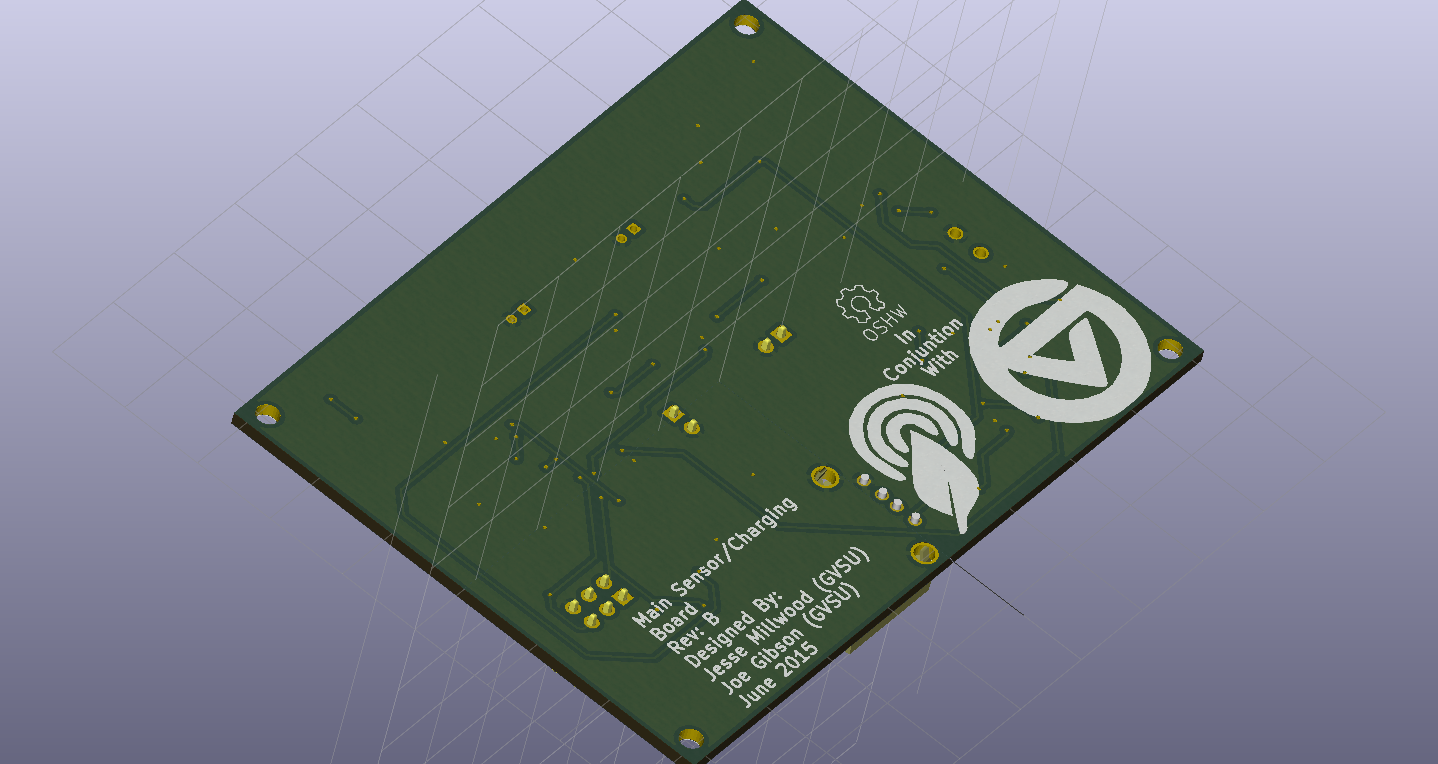 OSHW
In
Conjuntion
With
Main Sensor/Charging
Board
Rev: B
Designed By:
Jesse Millwood (GVSU)
Joe Gibson (GVSU)
June 2015